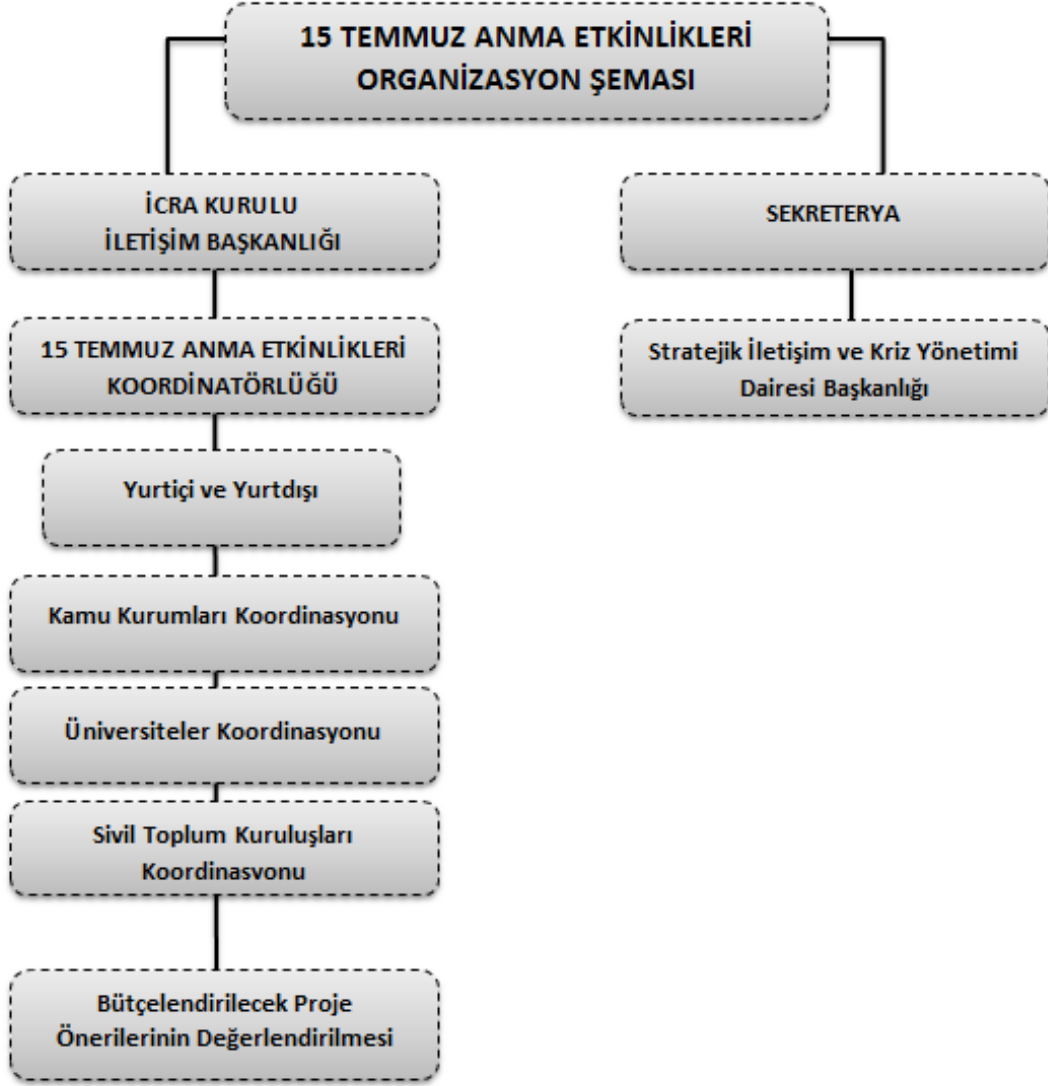 15 TEMMUZ ANMA ETKİNLİKLERİ
ORGANİZASYON ŞEMASI
İCRA KURULU
İLETİŞİM BAŞKANLIĞI
SEKRETERYA
15 TEMMUZ ANMA ETKİNLİKLERİ
KOORDİNATÖRLÜĞÜ
Stratejik İletişim ve Kriz Yönetimi
Dairesi Başkanlığı
Yurtiçi ve Yurtdışı
Kamu Kurumları Koordinasyonu
Üniversiteler Koordinasyonu
Sivil Toplum Kuruluşları
Koordinasvonu
Bütçelendirilecek Proje
Önerilerinin Değerlendirilmesi